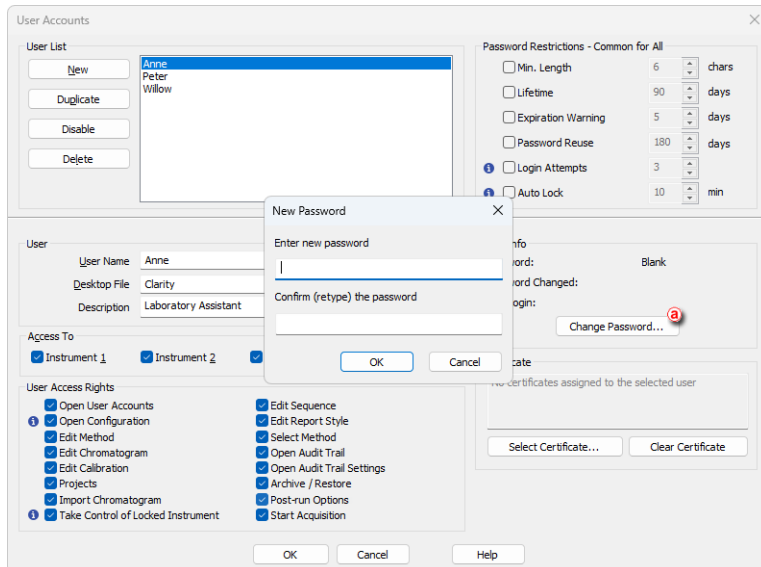 User Accounts
User List
New
Duplicate
Disable
Delete
Anne
Peter
Willow
Password Restrictions - Common for All
Min. Length 6 chars
Lifetime 90 days
Expiration Warning 5 days
Password Reuse 180 days
Login Attempts 3
Auto Lock 10 min
New Password
Enter new password
Confirm (retype) the password
OK Cancel
User
User Name Anne
Desktop File Clarity
Description Laboratory Assistant
nfo
ord: Blank
ord Changed:
ogin:
a
Change Password...
Access To
Instrument 1 Instrument 2
User Access Rights
Open User Accounts
Open Configuration
Edit Method
Edit Chromatogram
Edit Calibration
Projects
Import Chromatogram
Take Control of Locked Instrument
Edit Sequence
Edit Report Style
Select Method
Open Audit Trail
Open Audit Trail Settings
Archive / Restore
Post-run Options
Start Acquisition
icate
No certificates assigned to the selected user
Select Certificate... Clear Certificate
OK Cancel Help